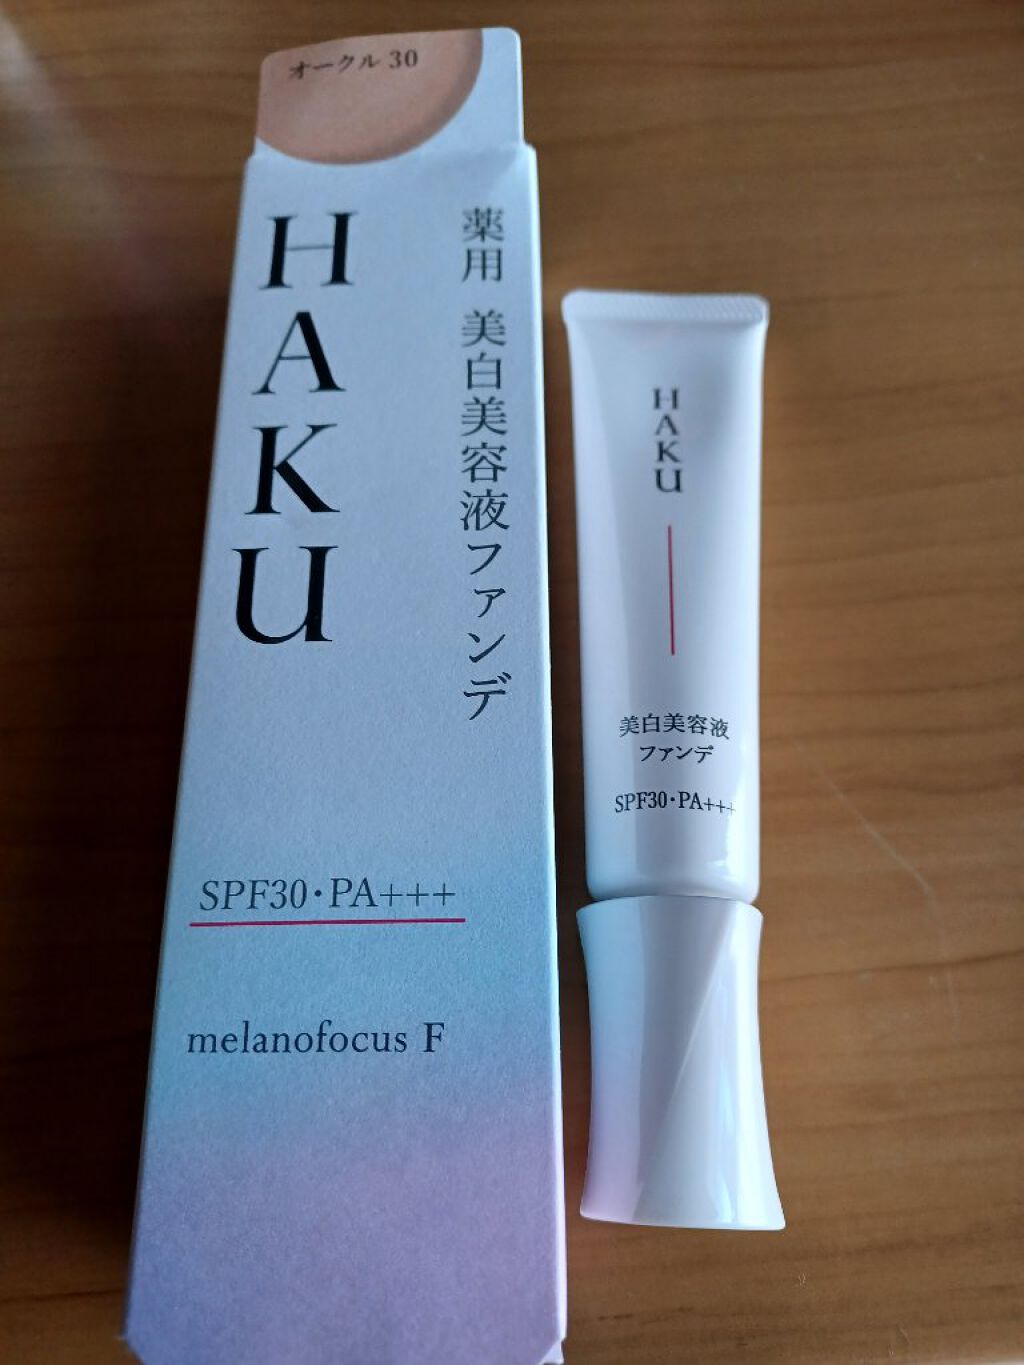 オークル 30
HAKU
薬用 美白美容液ファンデ
SPF30・PA+++
melanofocus F
HAKU
美白美容液
ファンデ
SPF30・PA+++